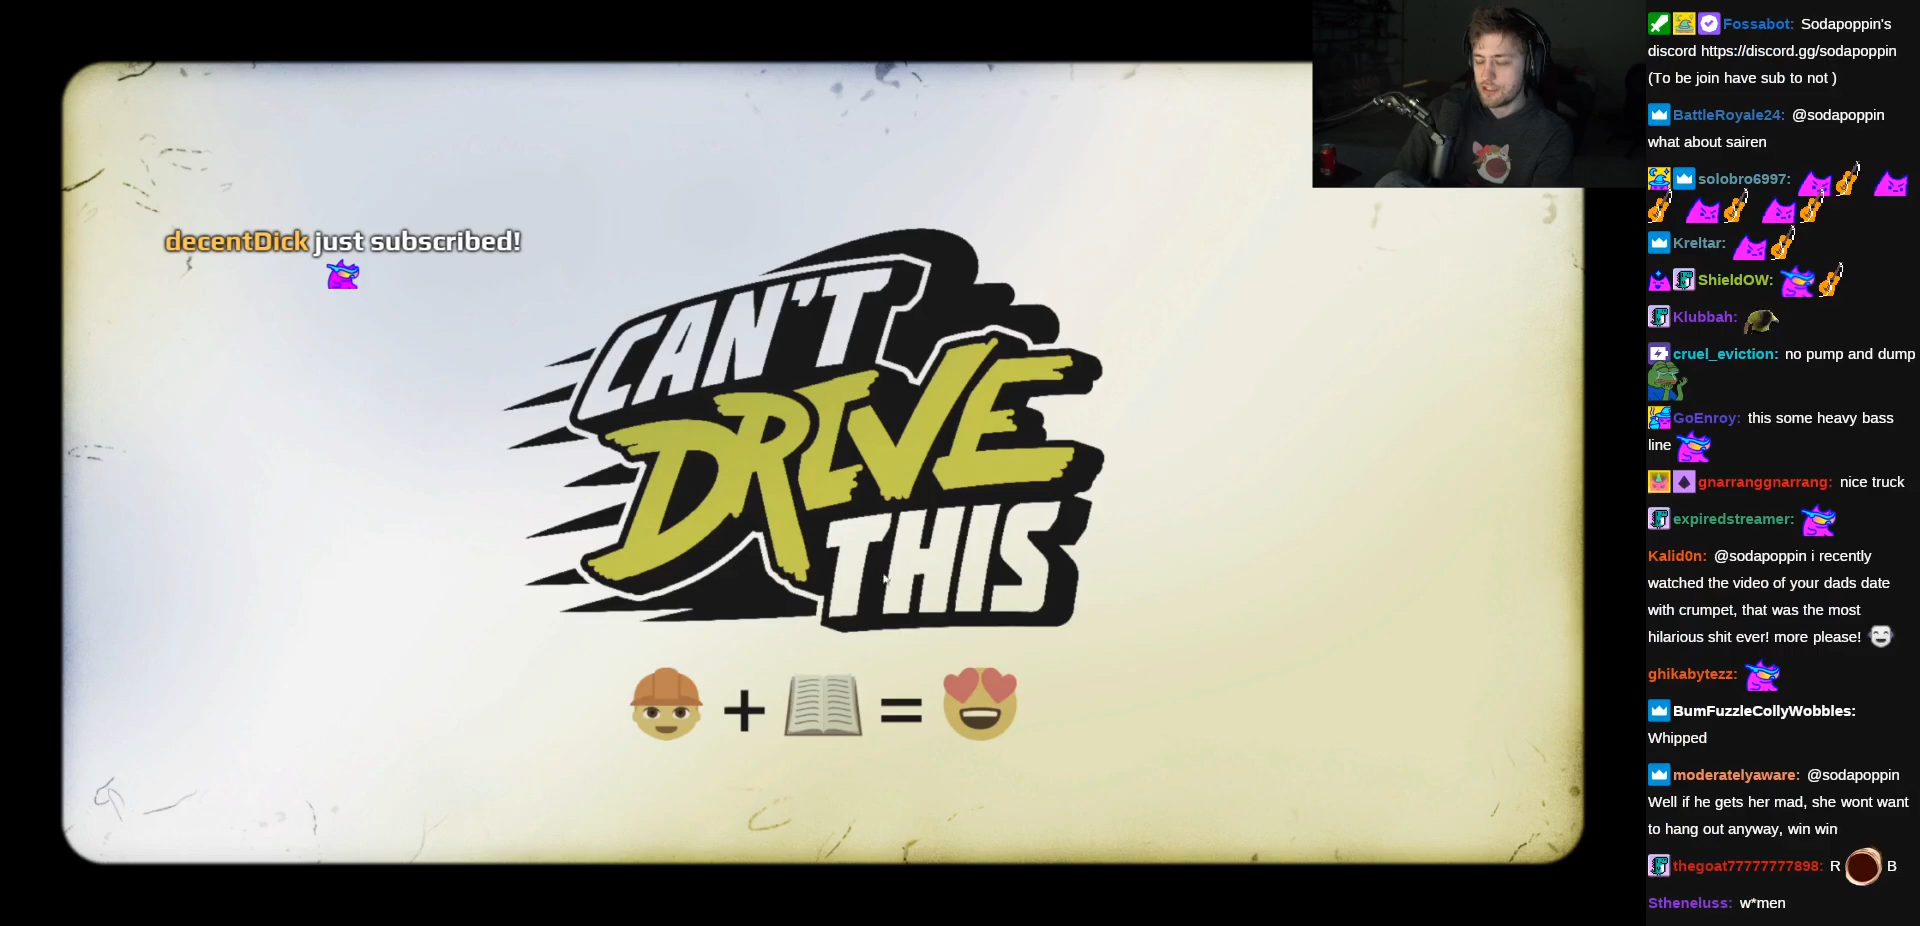 decentDick just subscribed!
CAN'T
DRIVE
THIS
+ =
Fossabot: Sodapoppin's
discord https://discord.gg/sodapoppin
(To be join have sub to not )
BattleRoyale24: @sodapoppin
what about sairen
solobro6997:
Kreltar:
ShieldOW:
Klubbah:
cruel_eviction: no pump and dump
GoEnroy: this some heavy bass
line
gnarranggnarrang: nice truck
expiredstreamer:
Kalid0n: @sodapoppin i recently
watched the video of your dads date
with crumpet, that was the most
hilarious shit ever! more please!
ghikabytezz:
BumFuzzleCollyWobbles:
Whipped
moderatelyaware: @sodapoppin
Well if he gets her mad, she wont want
to hang out anyway, win win
thegoat77777777898: R B
Stheneluss: w*men